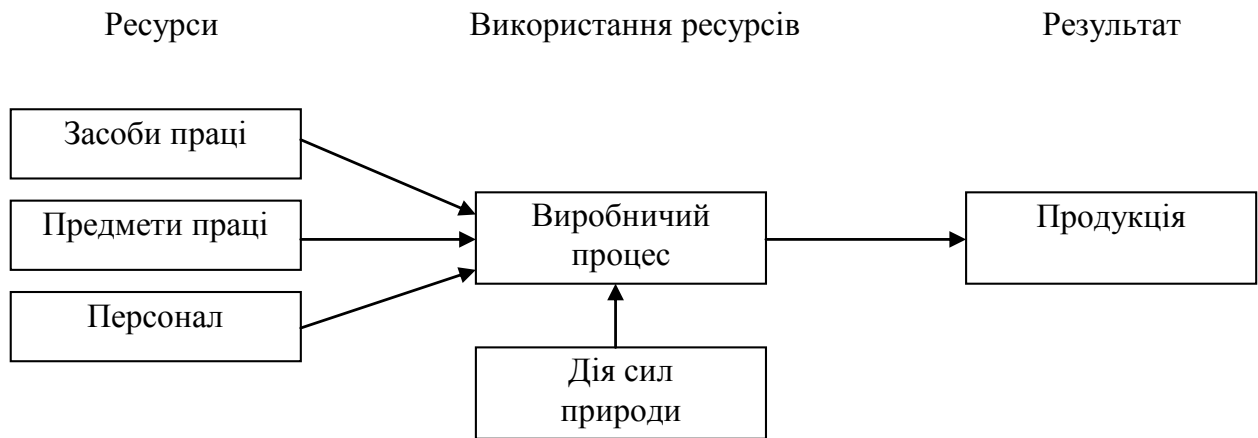 Ресурси
Використання ресурсів
Результат
Засоби праці
Предмети праці
Персонал
Виробничий
процес
Дія сил
природи
Продукція